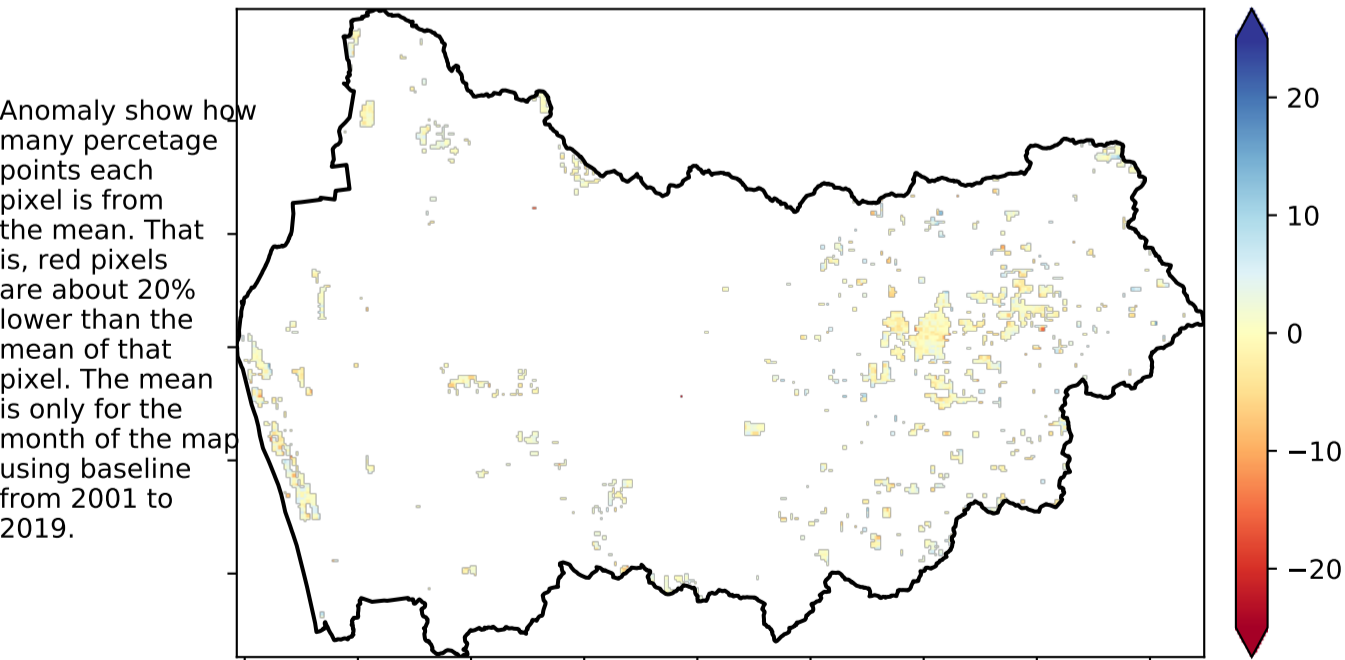 Anomaly show how
many percetage
points each
pixel is from
the mean. That
is, red pixels
are about 20%
lower than the
mean of that
pixel. The mean
is only for the
month of the map
using baseline
from 2001 to
2019.
20
10
0
−10
−20